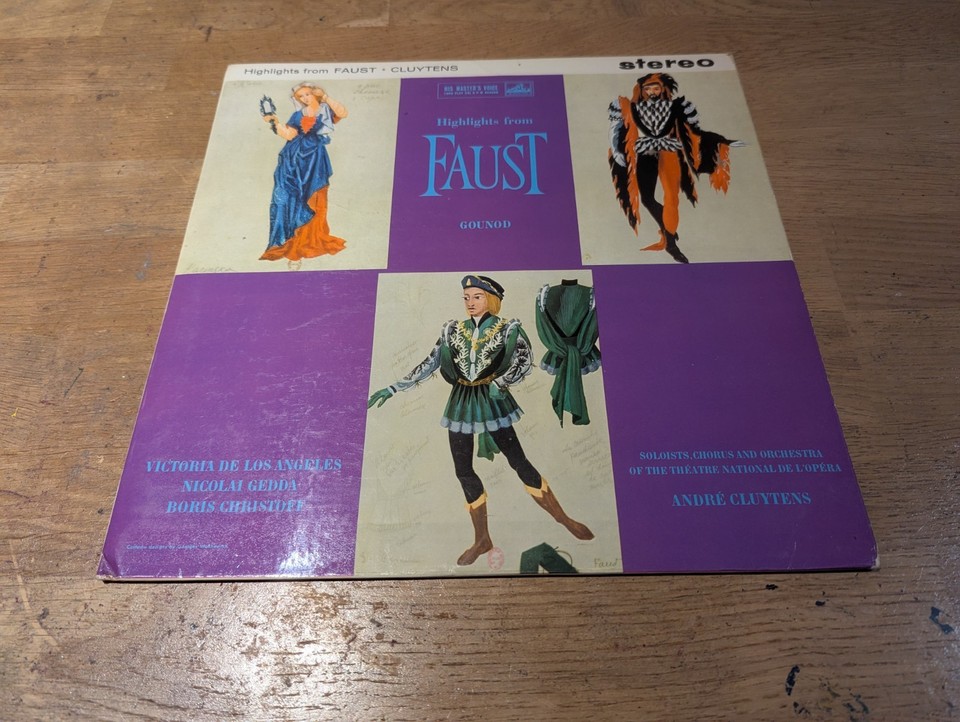 Highlights from FAUST · CLUYTENS
stereo
HIS MASTER'S VOICE
Highlights from
FAUST
GOUNOD
VICTORIA DE LOS ANGELES
NICOLAI GEDDA
BORIS CHRISTOFF
SOLOISTS, CHORUS AND ORCHESTRA
OF THE THÉATRE NATIONAL DE L'OPÉRA
ANDRÉ CLUYTENS
Faust